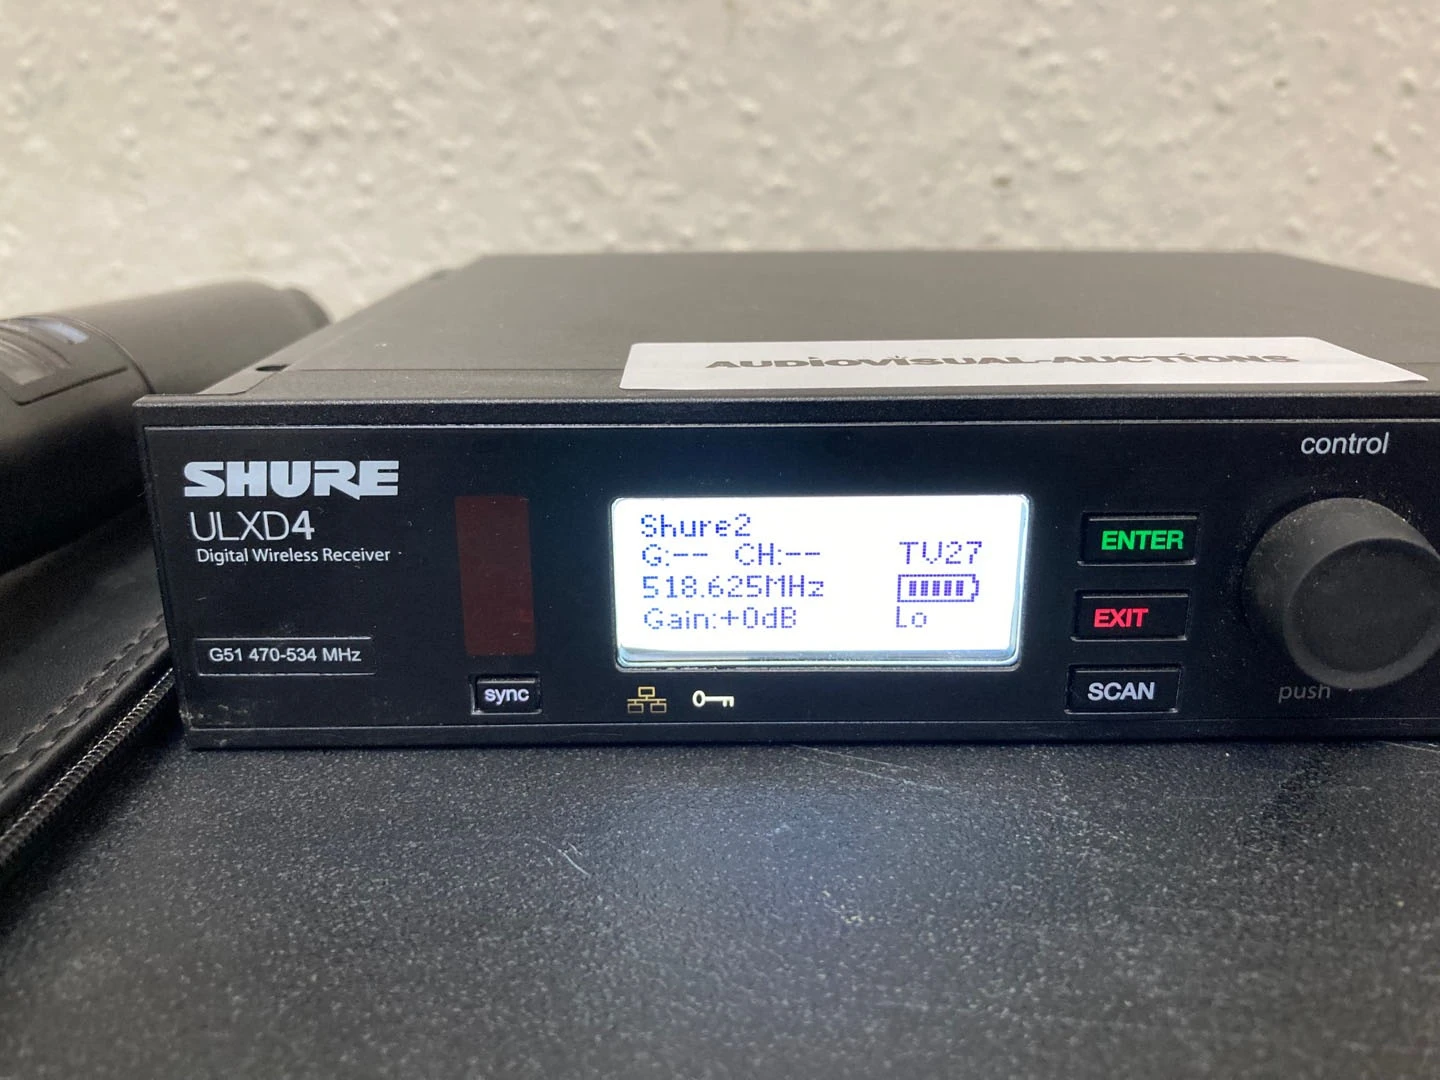 AUDIOVISUAL-AUCTIONS
control
SHURE
ULXD4
Digital Wireless Receiver
G51 470-534 MHz
sync
Shure2
G:-- CH:-- TV27
518.625MHz
Gain:+0dB Lo
ENTER
EXIT
SCAN
push